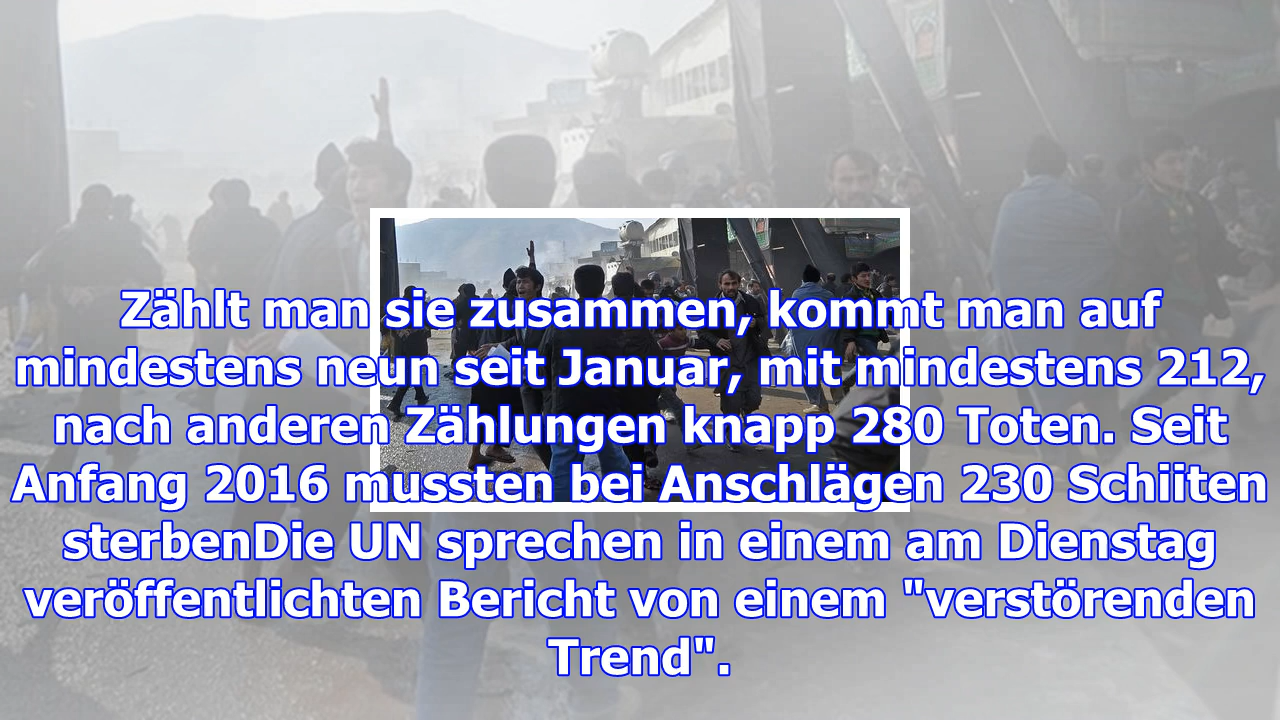 Zählt man sie zusammen, kommt man auf
mindestens neun seit Januar, mit mindestens 212,
nach anderen Zählungen knapp 280 Toten. Seit
Anfang 2016 mussten bei Anschlägen 230 Schiiten
sterbenDie UN sprechen in einem am Dienstag
veröffentlichten Bericht von einem "verstörenden
Trend".